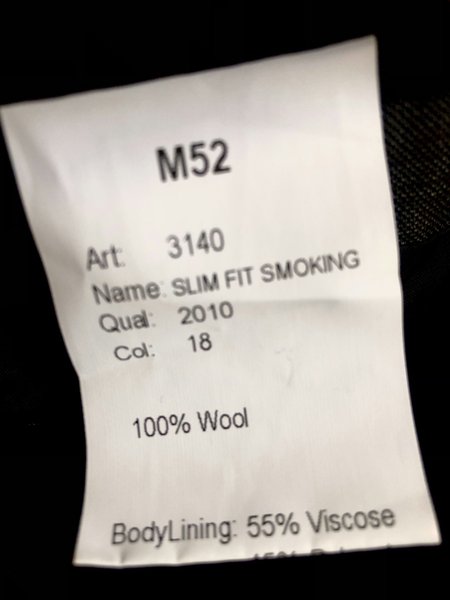 M52
Art: 3140
Name: SLIM FIT SMOKING
Qual: 2010
Col: 18
100% Wool
BodyLining: 55% Viscose